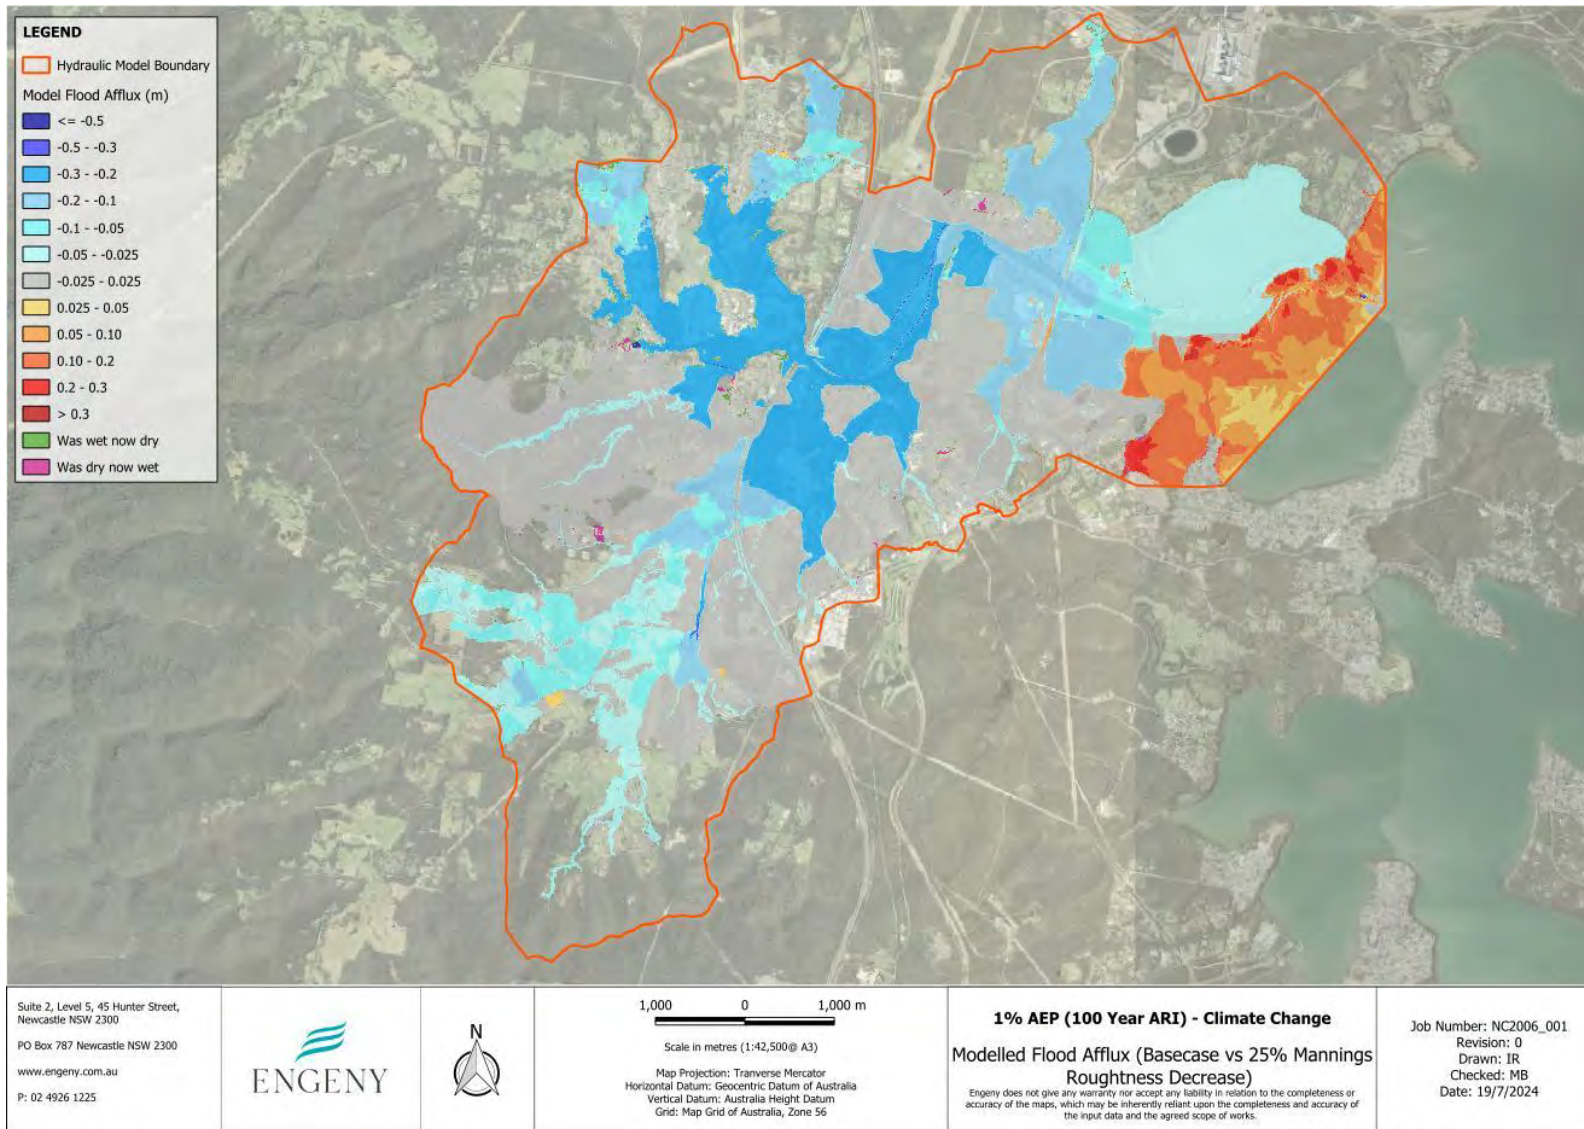 LEGEND
Hydraulic Model Boundary
Model Flood Afflux (m)
<= -0.5
-0.5 - -0.3
-0.3 - -0.2
-0.2 - -0.1
-0.1 - -0.05
-0.05 - -0.025
-0.025 - 0.025
0.025 - 0.05
0.05 - 0.10
0.10 - 0.2
0.2 - 0.3
> 0.3
Was wet now dry
Was dry now wet
Suite 2, Level 5, 45 Hunter Street,
Newcastle NSW 2300
PO Box 787 Newcastle NSW 2300
www.engeny.com.au
P: 02 4926 1225
ENGENY
N
1,000 0 1,000 m
Scale in metres (1:42,500@ A3)
Map Projection: Tranverse Mercator
Horizontal Datum: Geocentric Datum of Australia
Vertical Datum: Australia Height Datum
Grid: Map Grid of Australia, Zone 56
1% AEP (100 Year ARI) - Climate Change
Modelled Flood Afflux (Basecase vs 25% Mannings
Roughtness Decrease)
Engeny does not give any warranty nor accept any liability in relation to the completeness or
accuracy of the maps, which may be inherently reliant upon the completeness and accuracy of
the input data and the agreed scope of works.
Job Number: NC2006_001
Revision: 0
Drawn: IR
Checked: MB
Date: 19/7/2024